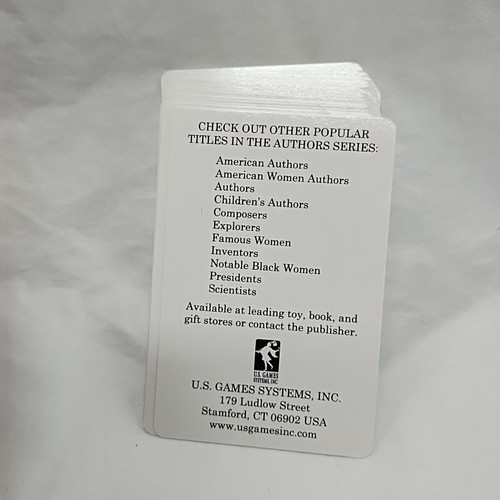 CHECK OUT OTHER POPULAR
TITLES IN THE AUTHORS SERIES:
American Authors
American Women Authors
Authors
Children's Authors
Composers
Explorers
Famous Women
Inventors
Notable Black Women
Presidents
Scientists
Available at leading toy, book, and
gift stores or contact the publisher.
U.S. GAMES
SYSTEMS, INC
U.S. GAMES SYSTEMS, INC.
179 Ludlow Street
Stamford, CT 06902 USA
www.usgamesinc.com